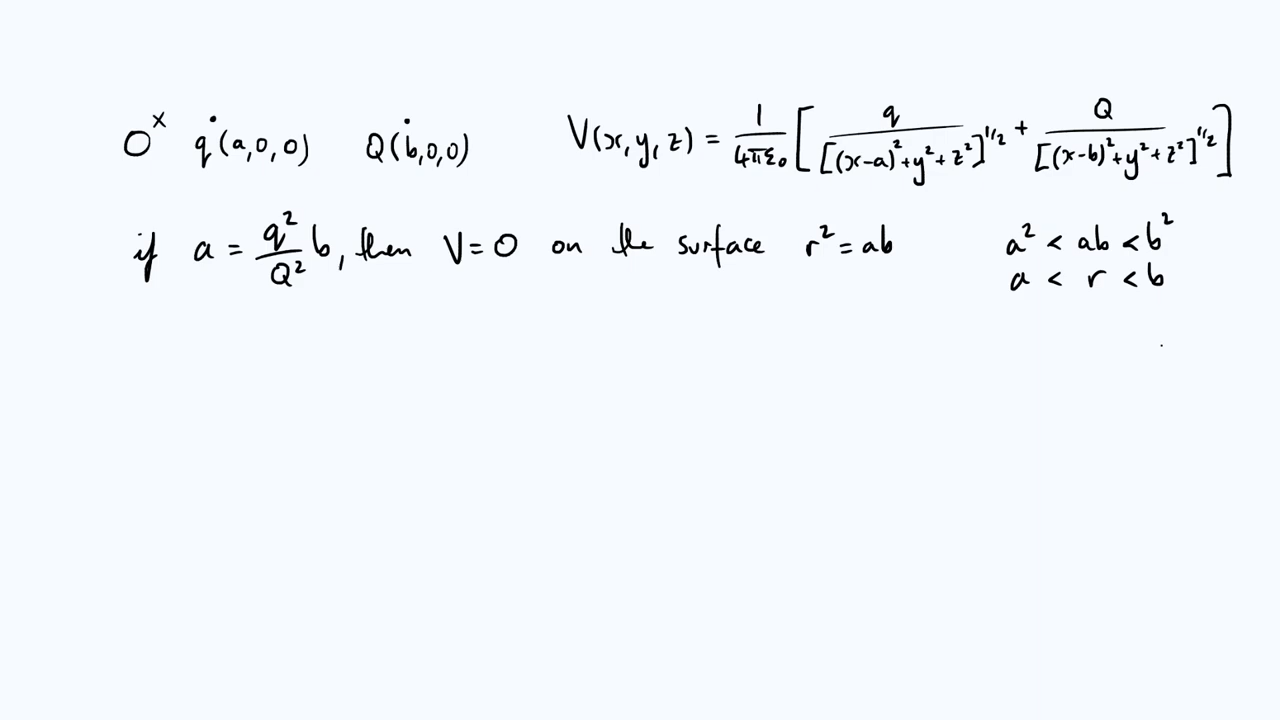 O× q(a,0,0) Q(b,0,0) V(x,y,z) = 1/4πε₀ [ q/[(x-a)²+y²+z²]^1/2 + Q/[(x-b)²+y²+z²]^1/2 ]
if a = q²/Q² b, then V=0 on the surface r²=ab a² < ab < b²
a < r < b